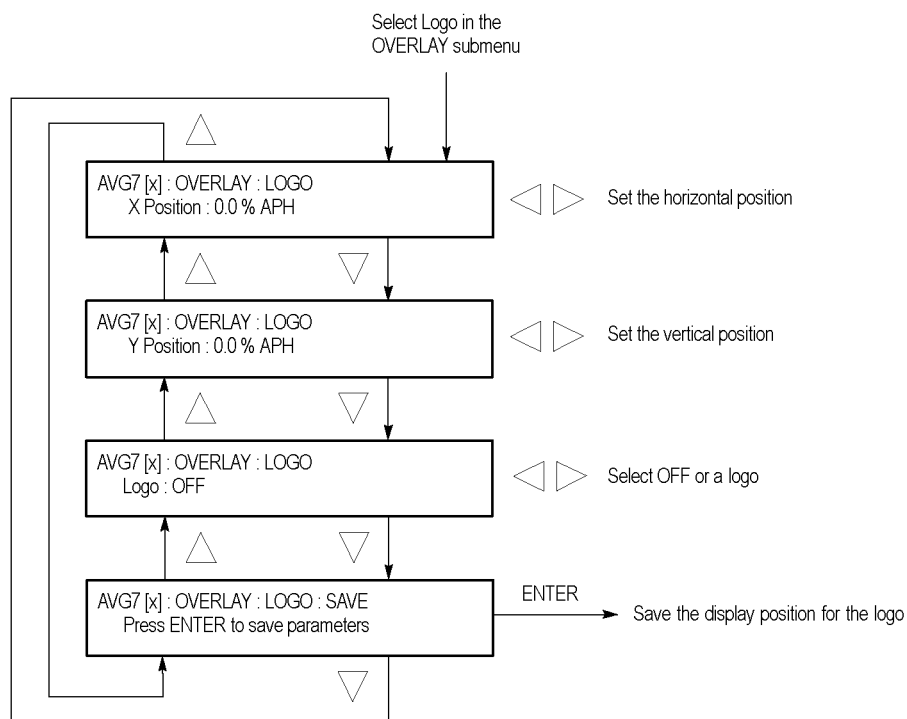 Select Logo in the
OVERLAY submenu
AVG7 [x] : OVERLAY : LOGO
X Position : 0.0 % APH
Set the horizontal position
AVG7 [x] : OVERLAY : LOGO
Y Position : 0.0 % APH
Set the vertical position
AVG7 [x] : OVERLAY : LOGO
Logo : OFF
Select OFF or a logo
AVG7 [x] : OVERLAY : LOGO : SAVE
Press ENTER to save parameters
ENTER
Save the display position for the logo